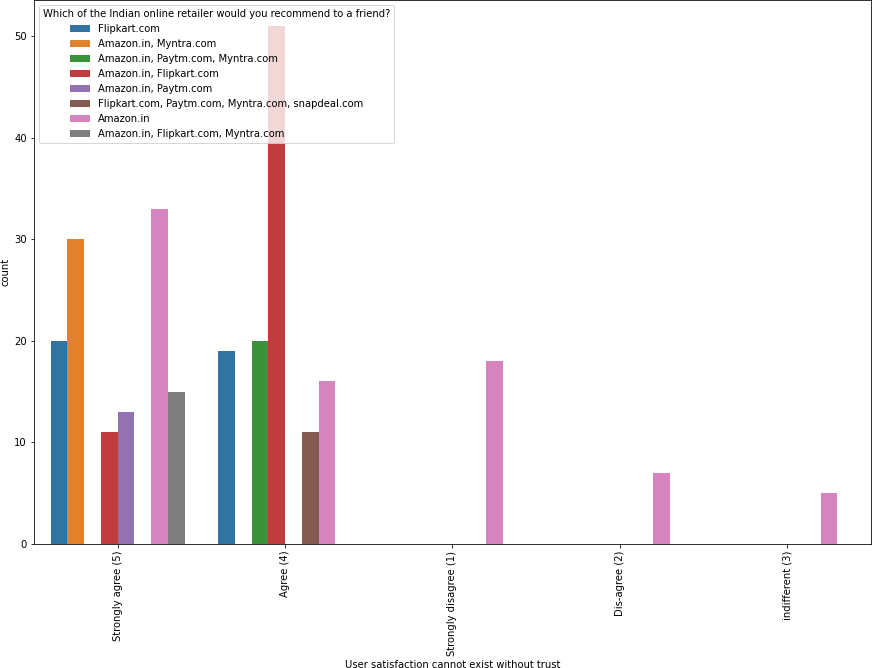 Which of the Indian online retailer would you recommend to a friend?
Flipkart.com
Amazon.in, Myntra.com
Amazon.in, Paytm.com, Myntra.com
Amazon.in, Flipkart.com
Amazon.in, Paytm.com
Flipkart.com, Paytm.com, Myntra.com, snapdeal.com
Amazon.in
Amazon.in, Flipkart.com, Myntra.com
50
40
30
20
10
0
count
Strongly agree (5)
Agree (4)
Strongly disagree (1)
Dis-agree (2)
indifferent (3)
User satisfaction cannot exist without trust